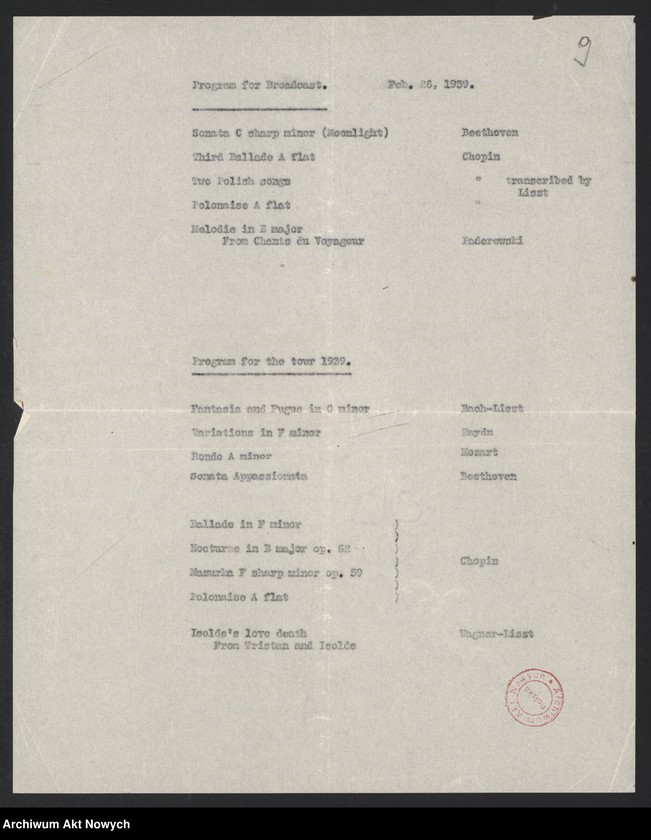 9
Program for Broadcast. Feb. 26, 1939.
Sonata C sharp minor (Moonlight) Beethoven
Third Ballade A flat Chopin
Two Polish songs " transcribed by
Liszt
Polonaise A flat "
Melodie in B major
From Chants du Voyageur Paderewski
Program for the tour 1939.
Fantasia and Fugue in G minor Bach-Liszt
Variations in F minor Haydn
Rondo A minor Mozart
Sonata Appassionata Beethoven
Ballade in F minor )
)
Nocturne in B major op. 62 )
) Chopin
Mazurka F sharp minor op. 59 )
)
Polonaise A flat )
Isolde's love death Wagner-Liszt
From Tristan and Isolde
Archiwum Akt Nowych
Polska
Archiwum Akt Nowych